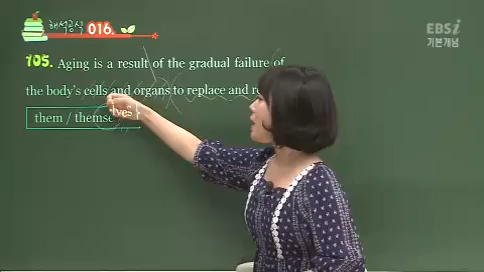 해석공식 016.
EBSi
기본개념
105. Aging is a result of the gradual failure of
the body's cells and organs to replace and
them / themselves